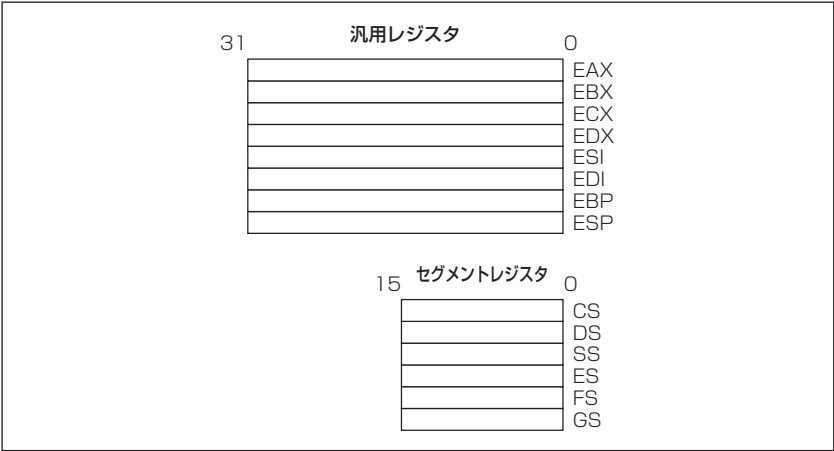 汎用レジスタ
31 0
EAX
EBX
ECX
EDX
ESI
EDI
EBP
ESP
セグメントレジスタ
15 0
CS
DS
SS
ES
FS
GS